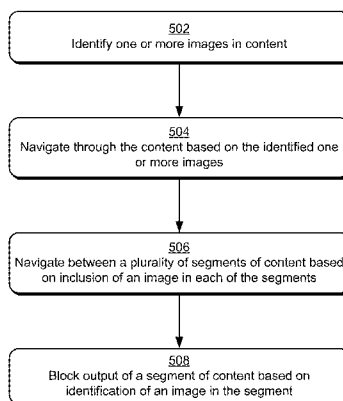 502
Identify one or more images in content
504
Navigate through the content based on the identified one
or more images
506
Navigate between a plurality of segments of content based
on inclusion of an image in each of the segments
508
Block output of a segment of content based on
identification of an image in the segment